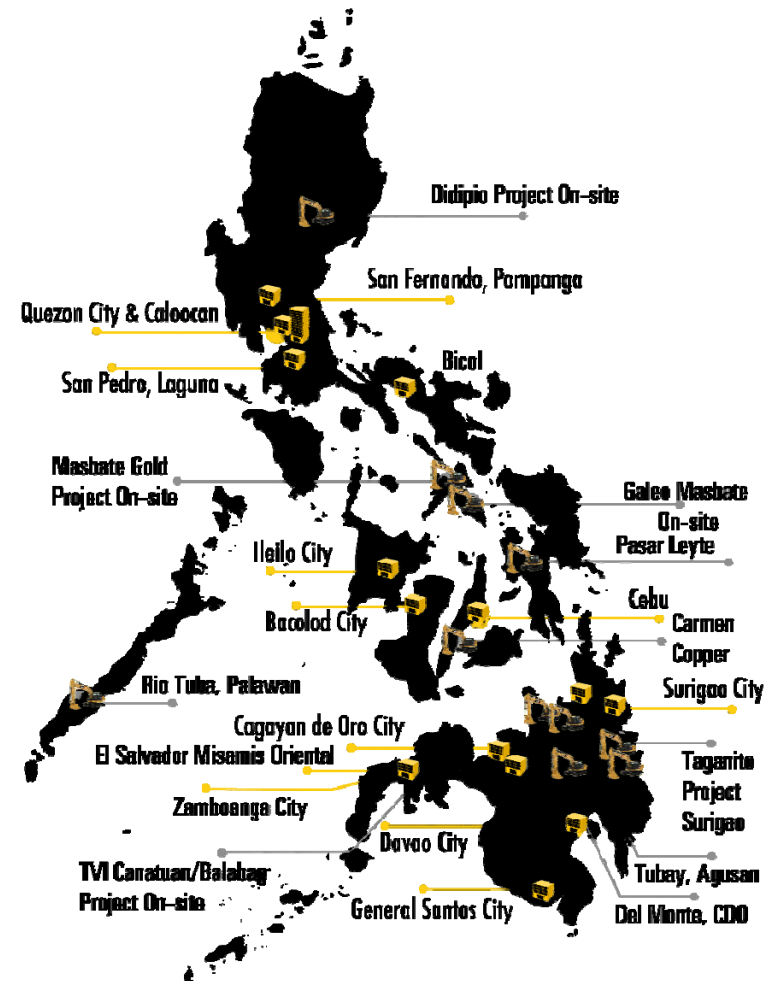 Didipio Project On-site
San Fernando, Pampanga
Quezon City & Caloocan
San Pedro, Laguna
Bicol
Masbate Gold
Project On-site
Galeo Masbate
On-site
Pasar Leyte
Ileilo City
Bacolod City
Cebu
Carmen
Copper
Rio Tuba, Palawan
Surigao City
Cagayan de Oro City
El Salvador Misamis Oriental
Zamboanga City
Taganito
Project
Surigao
Davao City
TVI Canatuan/Balabag
Project On-site
Tubay, Agusan
General Santos City
Del Monte, CDO